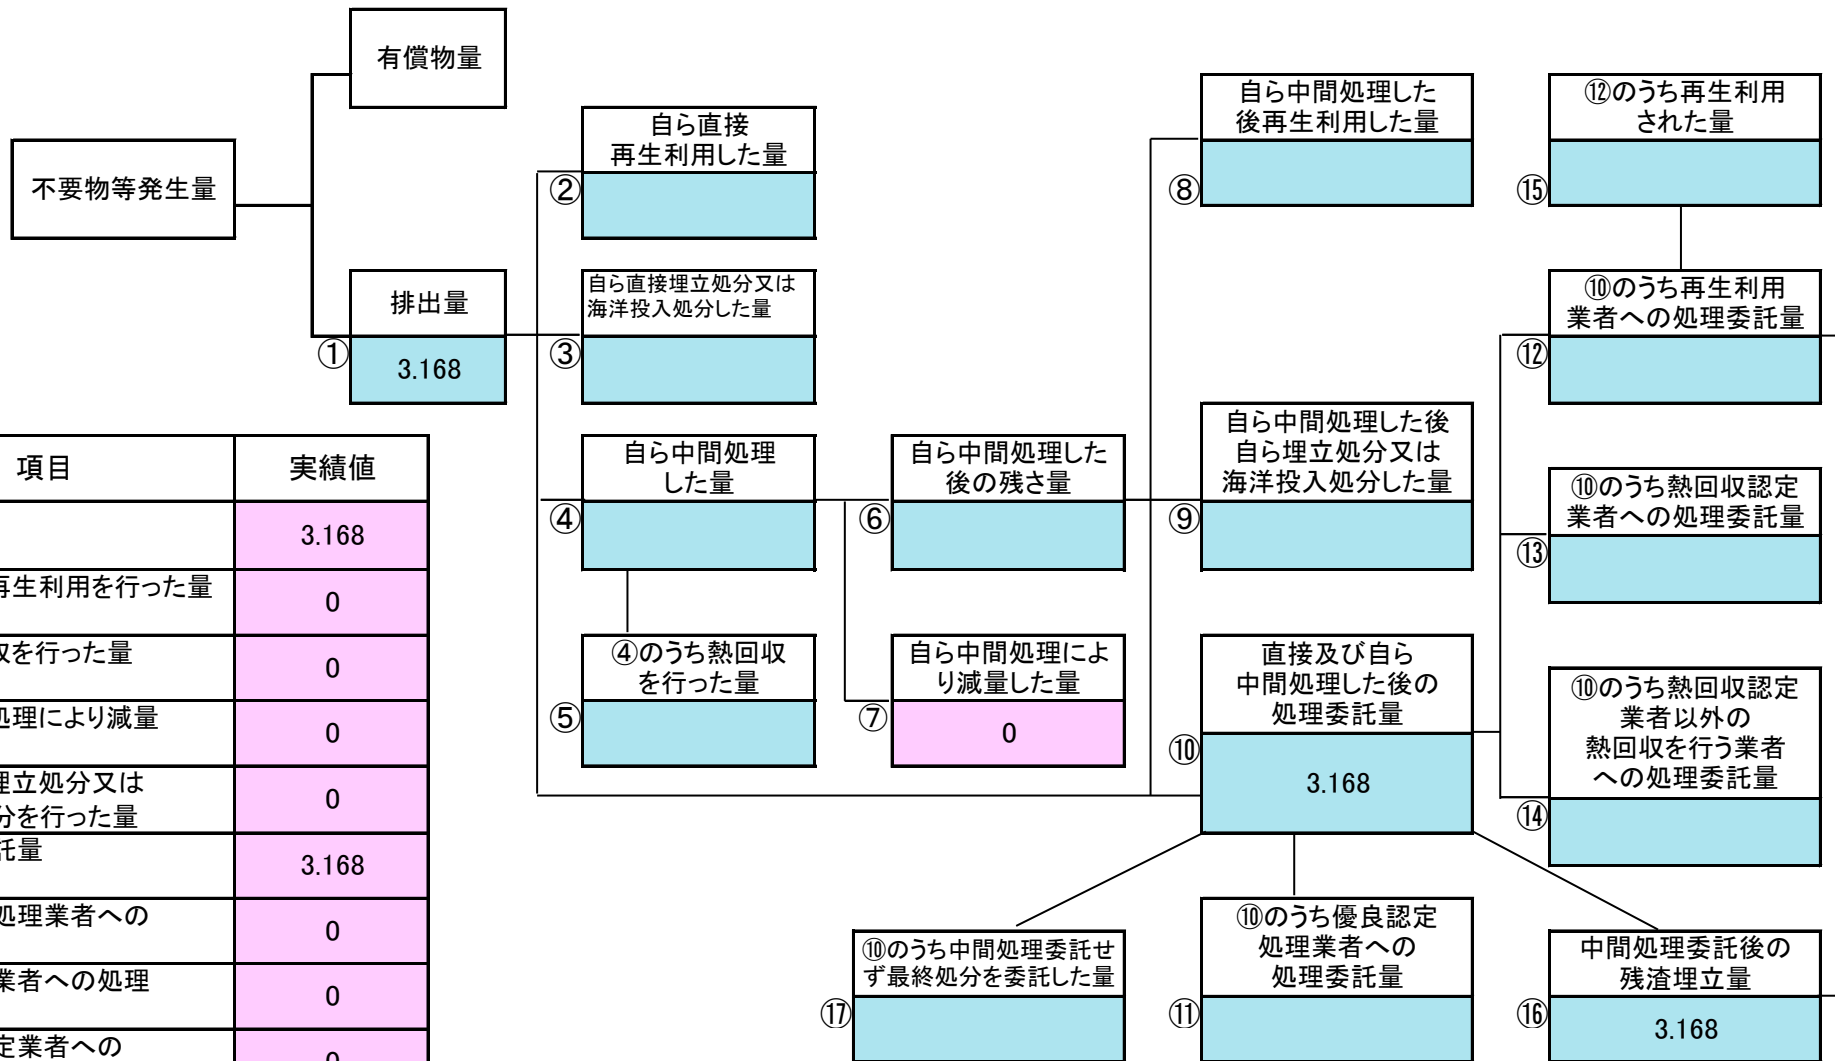 有償物量
不要物等発生量
排出量
①
3.168
自ら直接
再生利用した量
②
自ら直接埋立処分又は
海洋投入処分した量
③
自ら中間処理
した量
④
④のうち熱回収
を行った量
⑤
自ら中間処理した
後の残さ量
⑥
自ら中間処理によ
り減量した量
⑦
0
自ら中間処理した
後再生利用した量
⑧
自ら中間処理した後
自ら埋立処分又は
海洋投入処分した量
⑨
直接及び自ら
中間処理した後の
処理委託量
⑩
3.168
⑫のうち再生利用
された量
⑮
⑩のうち再生利用
業者への処理委託量
⑫
⑩のうち熱回収認定
業者への処理委託量
⑬
⑩のうち熱回収認定
業者以外の
熱回収を行う業者
への処理委託量
⑭
⑩のうち中間処理委託せ
ず最終処分を委託した量
⑰
⑩のうち優良認定
処理業者への
処理委託量
⑪
中間処理委託後の
残渣埋立量
⑯
3.168
項目 実績値
3.168
再生利用を行った量
0
を行った量
0
処理により減量
0
埋立処分又は
分を行った量
0
託量
3.168
処理業者への
0
業者への処理
0
定業者への